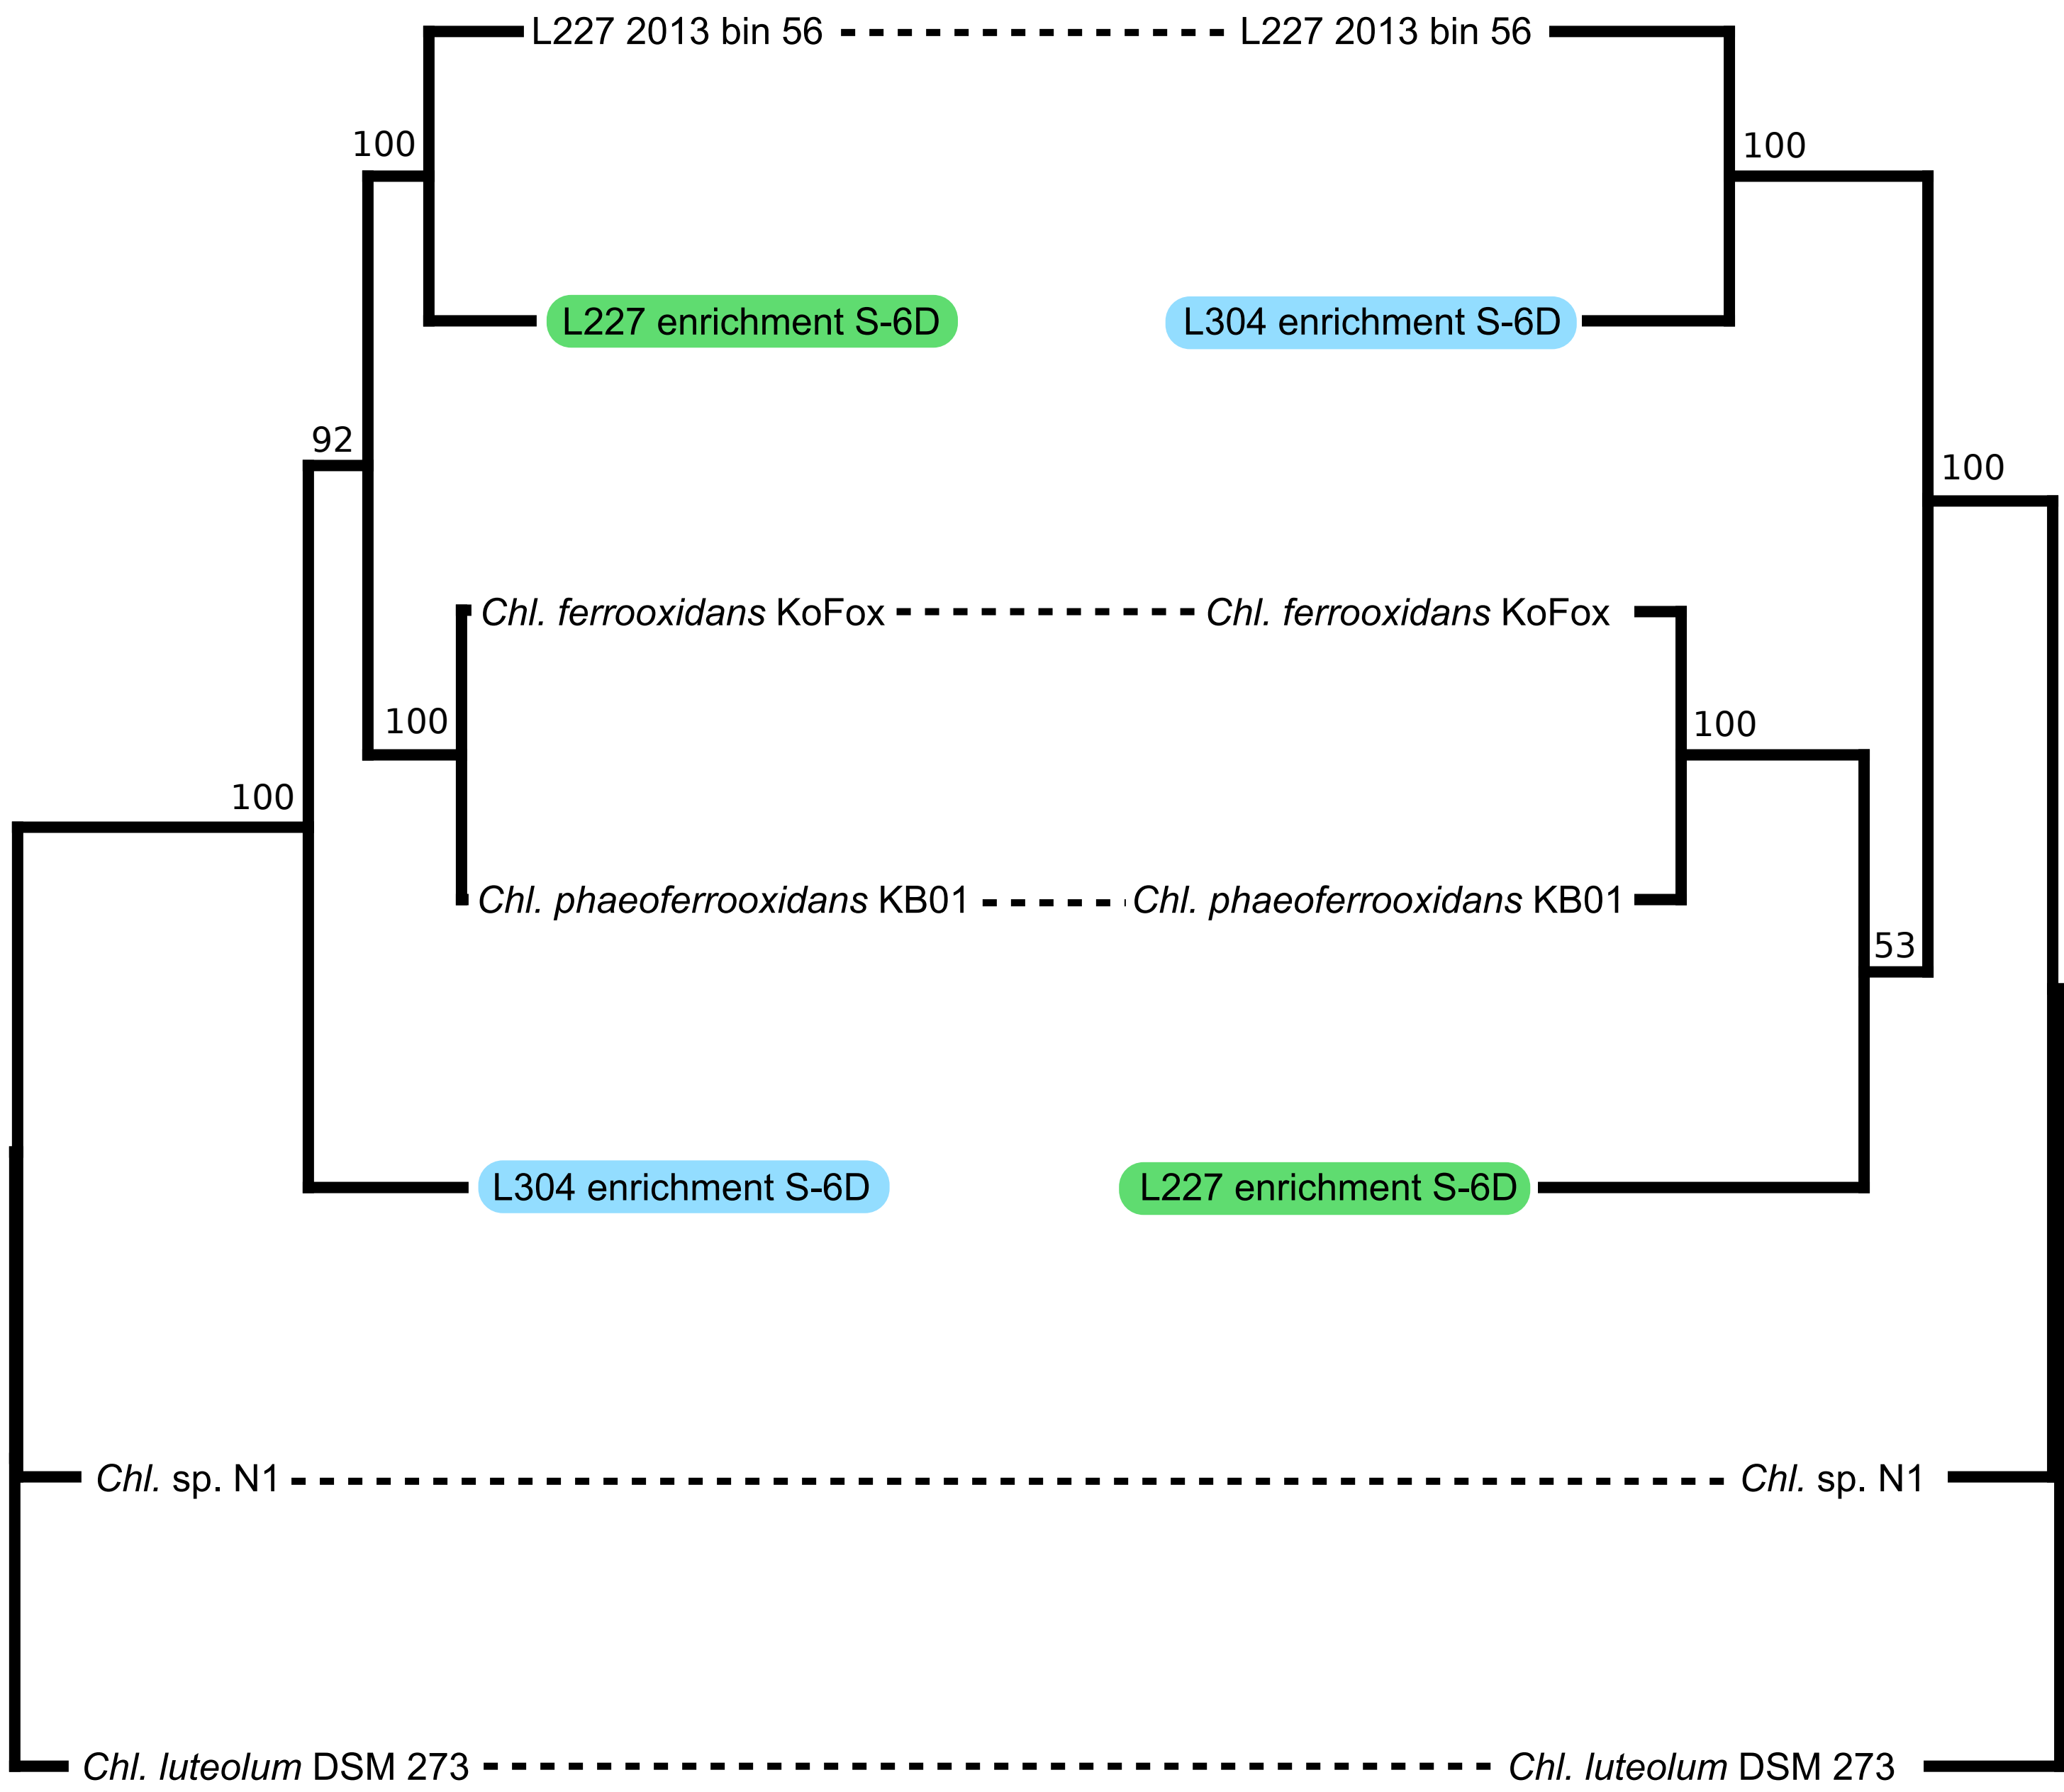 L227 2013 bin 56 L227 2013 bin 56
100 100
L227 enrichment S-6D L304 enrichment S-6D
92 100
Chl. ferrooxidans KoFox Chl. ferrooxidans KoFox
100 100
100
Chl. phaeoferrooxidans KB01 Chl. phaeoferrooxidans KB01
53
L304 enrichment S-6D L227 enrichment S-6D
Chl. sp. N1 Chl. sp. N1
Chl. luteolum DSM 273 Chl. luteolum DSM 273